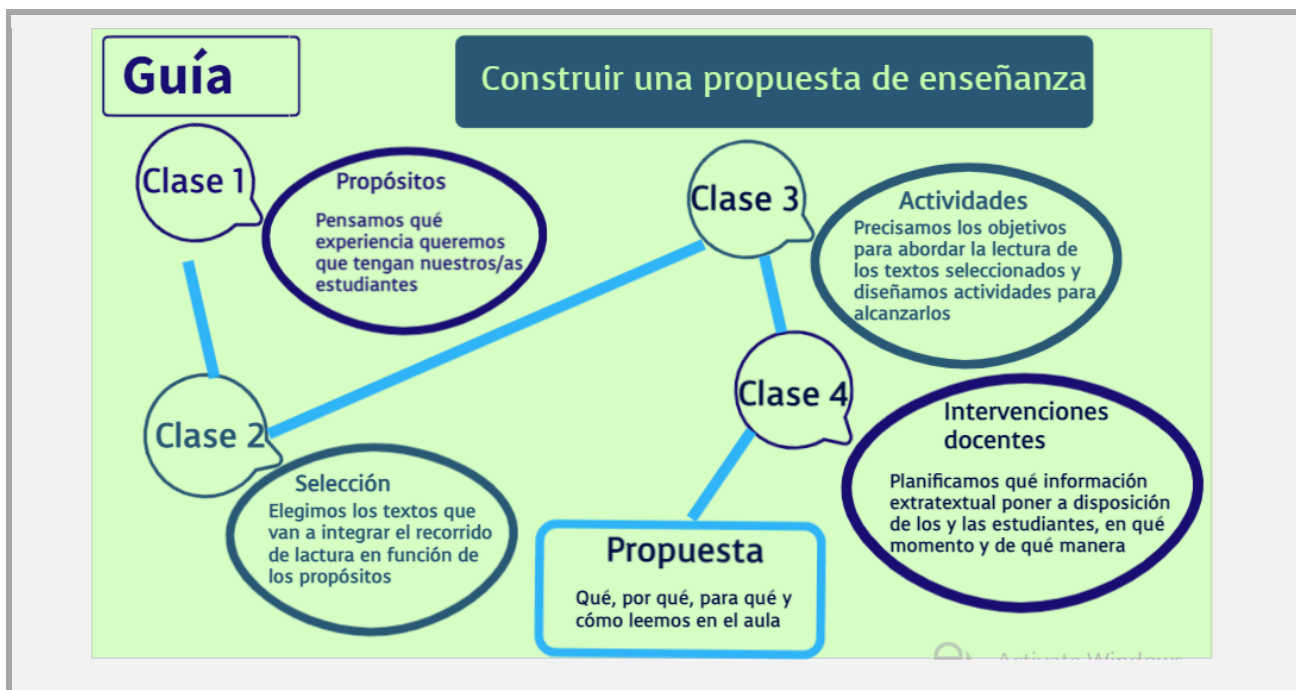 Guía
Construir una propuesta de enseñanza
Clase 1
Propósitos
Pensamos qué
experiencia queremos
que tengan nuestros/as
estudiantes
Clase 2
Selección
Elegimos los textos que
van a integrar el recorrido
de lactura en función de
los propósitos
Clase 3
Actividades
Precisamos los objetivos
para abordar la lectura de
los textos seleccionados y
diseñamos actividades para
alcanzarlos
Clase 4
Intervenciones
docentes
Planificamos qué información
extratextual poner a disposición
de los y las estudiantes, en qué
momento y de qué manera
Propuesta
Qué, por qué, para qué y
cómo leemos en el aula
Activate Windows